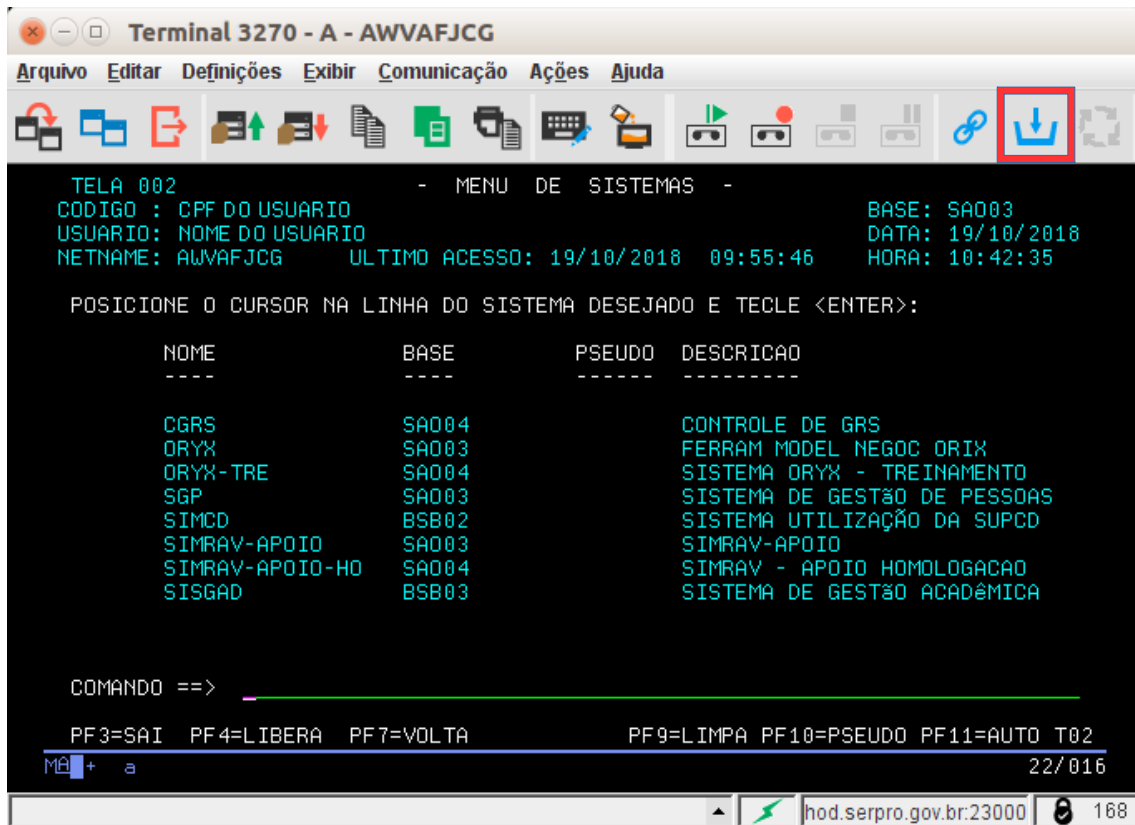 Terminal 3270 - A - AWVAFJCG
Arquivo Editar Definições Exibir Comunicação Ações Ajuda
TELA 002 - MENU DE SISTEMAS -
CODIGO : CPF DO USUARIO BASE: SAO03
USUARIO: NOME DO USUARIO DATA: 19/10/2018
NETNAME: AWVAFJCG ULTIMO ACESSO: 19/10/2018 09:55:46 HORA: 10:42:35
POSICIONE O CURSOR NA LINHA DO SISTEMA DESEJADO E TECLE <ENTER>:
NOME BASE PSEUDO DESCRICAO
---- ---- ------ ---------
CGRS SAO04 CONTROLE DE GRS
ORYX SAO03 FERRAM MODEL NEGOC ORIX
ORYX-TRE SAO04 SISTEMA ORYX - TREINAMENTO
SGP SAO03 SISTEMA DE GESTãO DE PESSOAS
SIMCD BSB02 SISTEMA UTILIZAÇÃO DA SUPCD
SIMRAV-APOIO SAO03 SIMRAV-APOIO
SIMRAV-APOIO-HO SAO04 SIMRAV - APOIO HOMOLOGACAO
SISGAD BSB03 SISTEMA DE GESTãO ACADêMICA
COMANDO ==>
PF3=SAI PF4=LIBERA PF7=VOLTA PF9=LIMPA PF10=PSEUDO PF11=AUTO T02
MA + a 22/016
hod.serpro.gov.br:23000 168